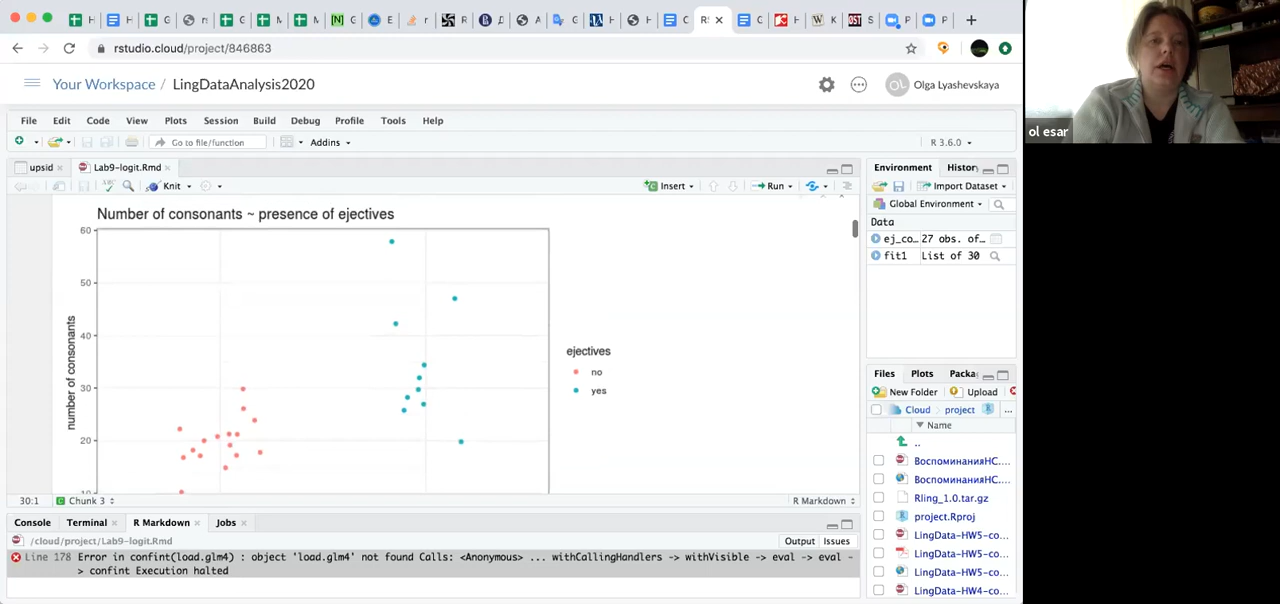 rstudio.cloud/project/846863
Your Workspace / LingDataAnalysis2020
Olga Lyashevskaya
OL
ol esar
File Edit Code View Plots Session Build Debug Profile Tools Help
Go to file/function Addins R 3.6.0
upsid Lab9-logit.Rmd
Knit Insert Run
Number of consonants ~ presence of ejectives
60
50
40
30
20
10
number of consonants
ejectives
no
yes
30:1 Chunk 3 R Markdown
Console Terminal R Markdown Jobs
/cloud/project/Lab9-logit.Rmd Output Issues
Line 178 Error in confint(load.glm4) : object 'load.glm4' not found Calls: <Anonymous> ... withCallingHandlers -> withVisible -> eval -> eval -
> confint Execution halted
Environment Histor
Import Dataset
Global Environment
Data
ej_co… 27 obs. of…
fit1 List of 30
Files Plots Packa
New Folder Upload
Cloud project ...
Name
..
ВоспоминанияНС....
ВоспоминанияНС....
Rling_1.0.tar.gz
project.Rproj
LingData-HW5-co...
LingData-HW5-co...
LingData-HW5-co...
LingData-HW4-co...